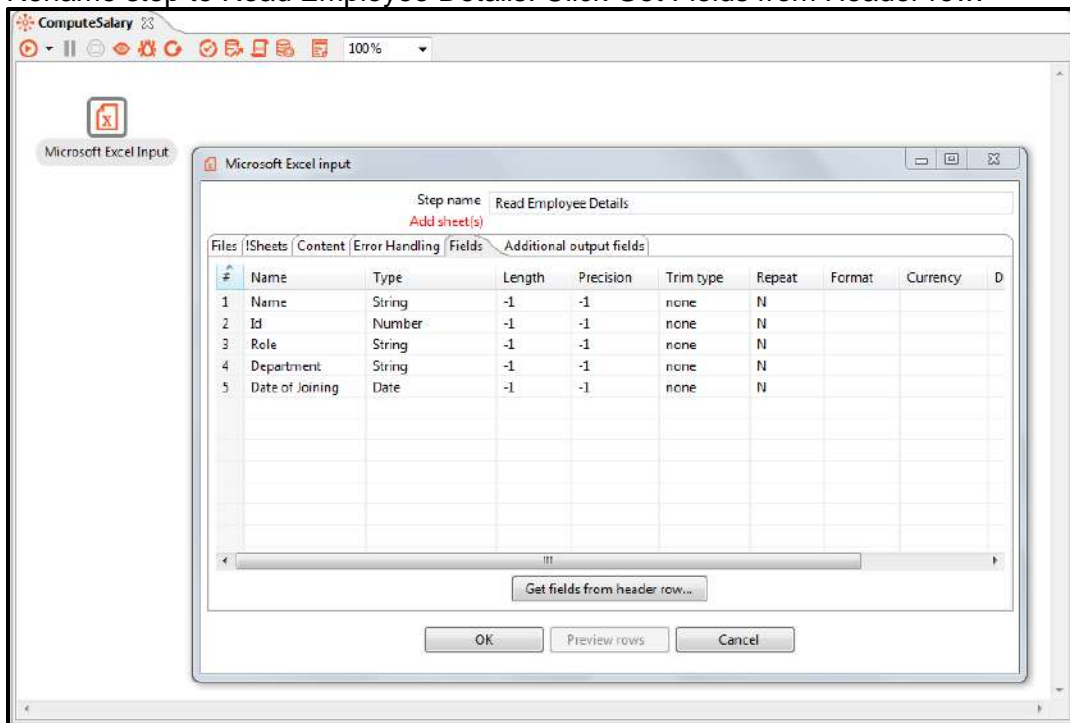 Rename step to Read Employee Details. Click Get Fields from Header row.
ComputeSalary
100%
Microsoft Excel Input
Microsoft Excel input
Step name Read Employee Details
Add sheet(s)
Files !Sheets Content Error Handling Fields Additional output fields
# Name Type Length Precision Trim type Repeat Format Currency D
1 Name String -1 -1 none N
2 Id Number -1 -1 none N
3 Role String -1 -1 none N
4 Department String -1 -1 none N
5 Date of Joining Date -1 -1 none N
Get fields from header row...
OK Preview rows Cancel